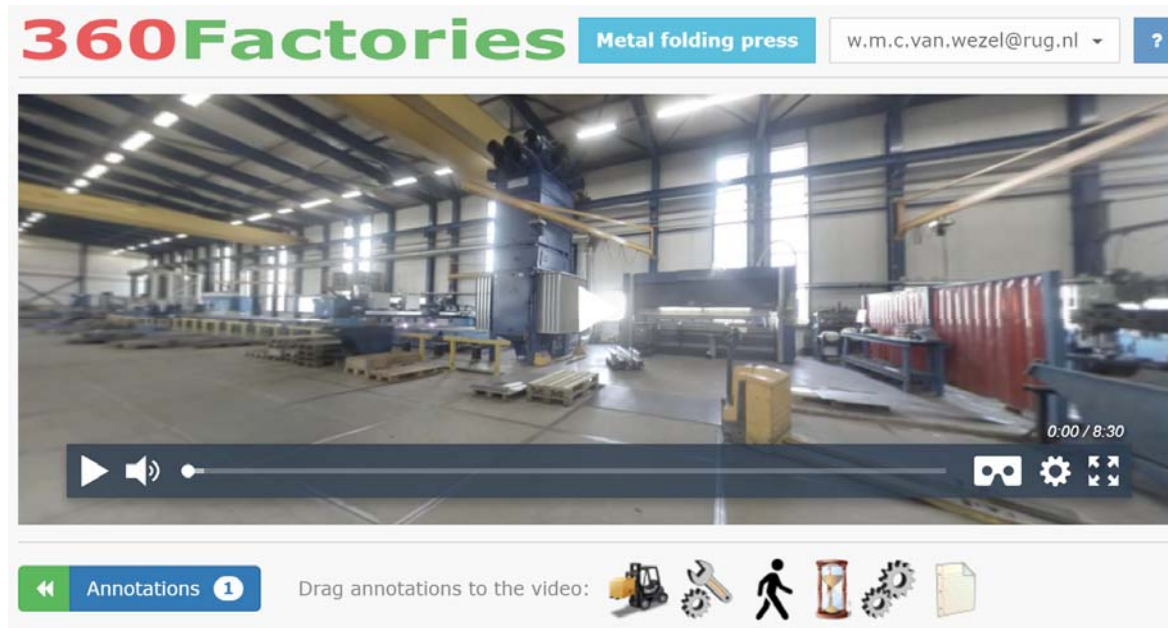 360Factories Metal folding press w.m.c.van.wezel@rug.nl ?
0:00 / 8:30
Annotations 1 Drag annotations to the video: